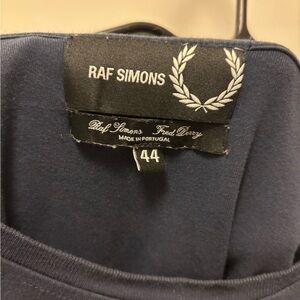 RAF SIMONS
Raf Simons Fred Perry
MADE IN PORTUGAL
44